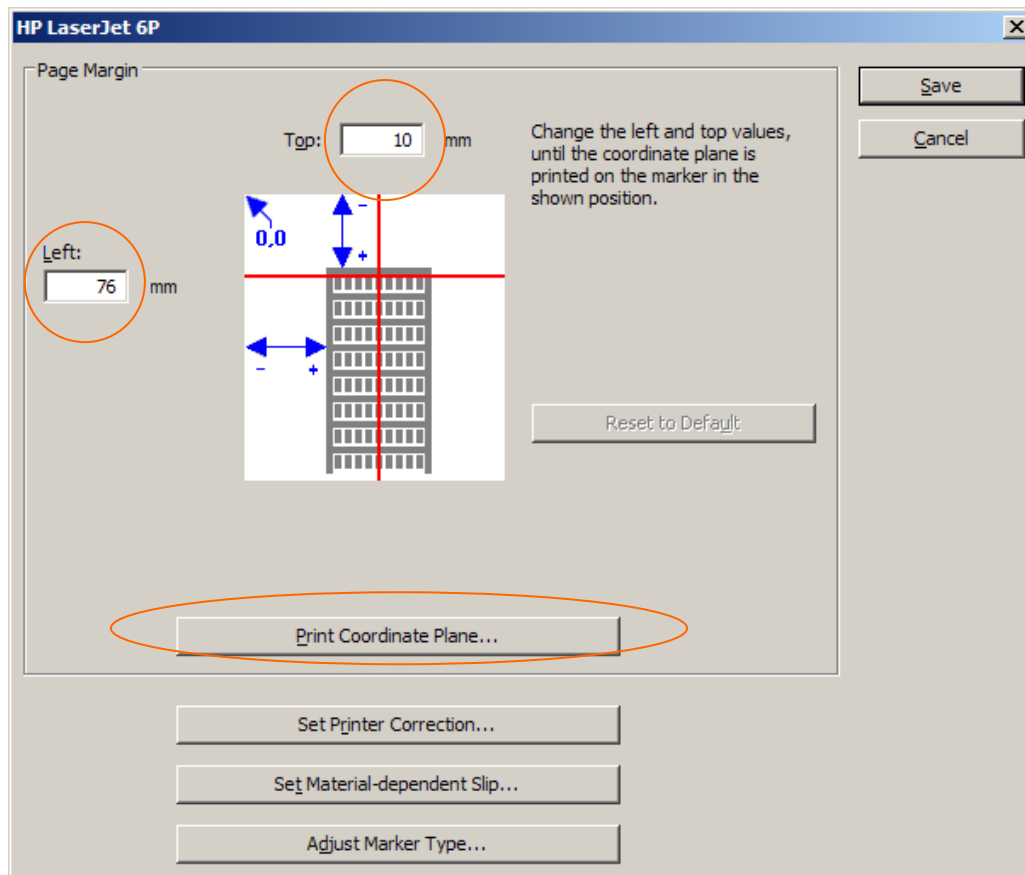 HP LaserJet 6P
Page Margin
Top: 10 mm
Change the left and top values,
until the coordinate plane is
printed on the marker in the
shown position.
Save
Cancel
-
0,0
+
Left:
76 mm
- +
Reset to Default
Print Coordinate Plane...
Set Printer Correction...
Set Material-dependent Slip...
Adjust Marker Type...